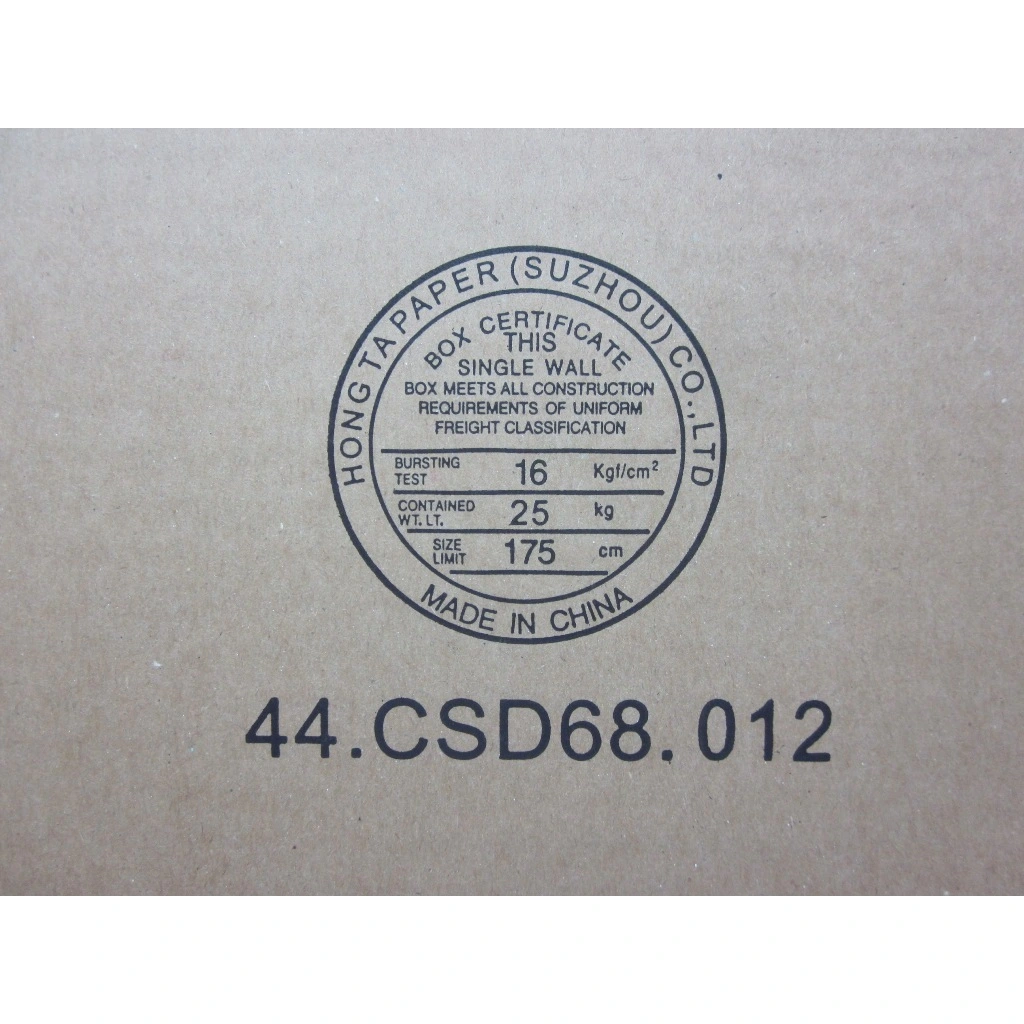 HONG TA PAPER (SUZHOU) CO.,LTD
BOX CERTIFICATE
THIS
SINGLE WALL
BOX MEETS ALL CONSTRUCTION
REQUIREMENTS OF UNIFORM
FREIGHT CLASSIFICATION
BURSTING TEST 16 Kgf/cm²
CONTAINED WT. LT. 25 kg
SIZE LIMIT 175 cm
MADE IN CHINA
44.CSD68.012